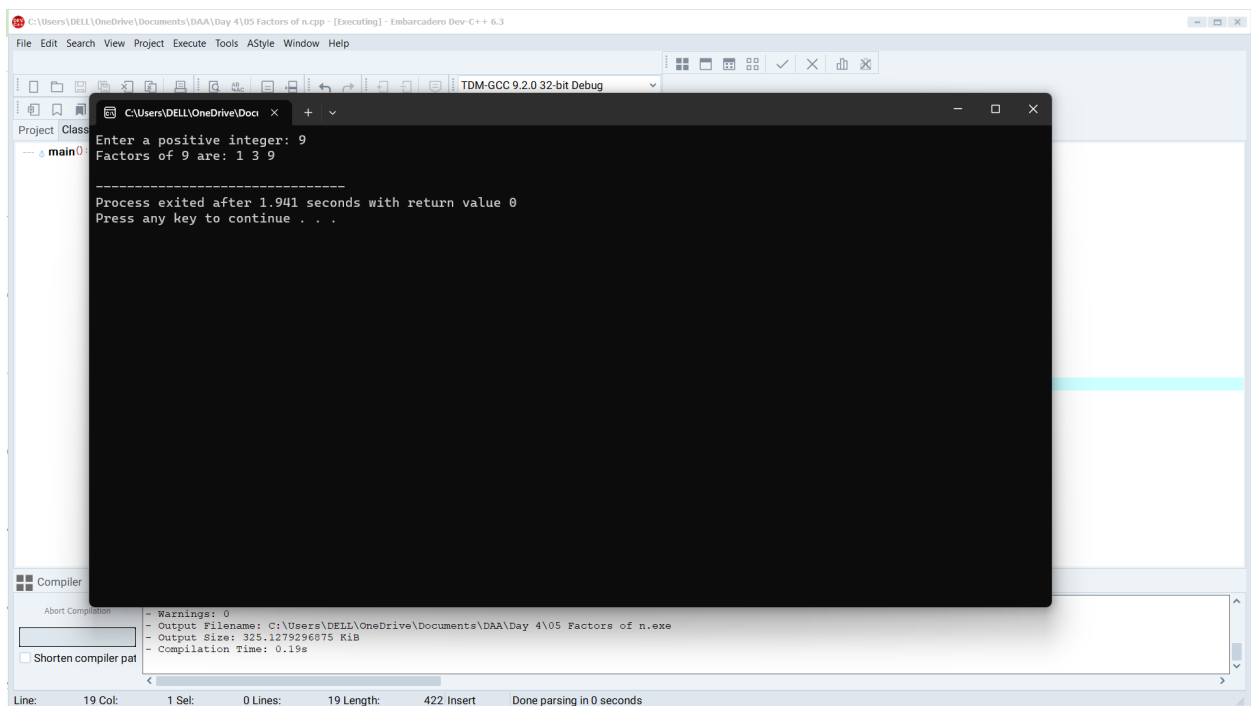 C:\Users\DELL\OneDrive\Documents\DAA\Day 4\05 Factors of n.cpp - [Executing] - Embarcadero Dev-C++ 6.3
File Edit Search View Project Execute Tools AStyle Window Help
TDM-GCC 9.2.0 32-bit Debug
C:\Users\DELL\OneDrive\Docu
Project Class
main()
Enter a positive integer: 9
Factors of 9 are: 1 3 9
--------------------------------
Process exited after 1.941 seconds with return value 0
Press any key to continue . . .
Compiler
Abort Compilation
- Warnings: 0
- Output Filename: C:\Users\DELL\OneDrive\Documents\DAA\Day 4\05 Factors of n.exe
- Output Size: 325.1279296875 KiB
- Compilation Time: 0.19s
Shorten compiler pat
Line: 19 Col: 1 Sel: 0 Lines: 19 Length: 422 Insert Done parsing in 0 seconds